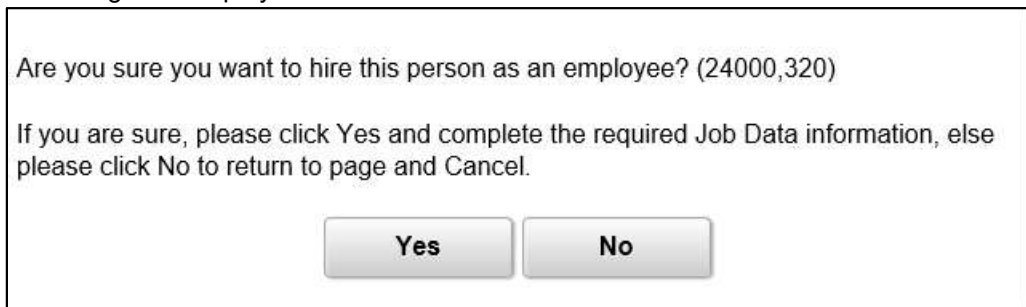 Are you sure you want to hire this person as an employee? (24000,320)
If you are sure, please click Yes and complete the required Job Data information, else
please click No to return to page and Cancel.
Yes No